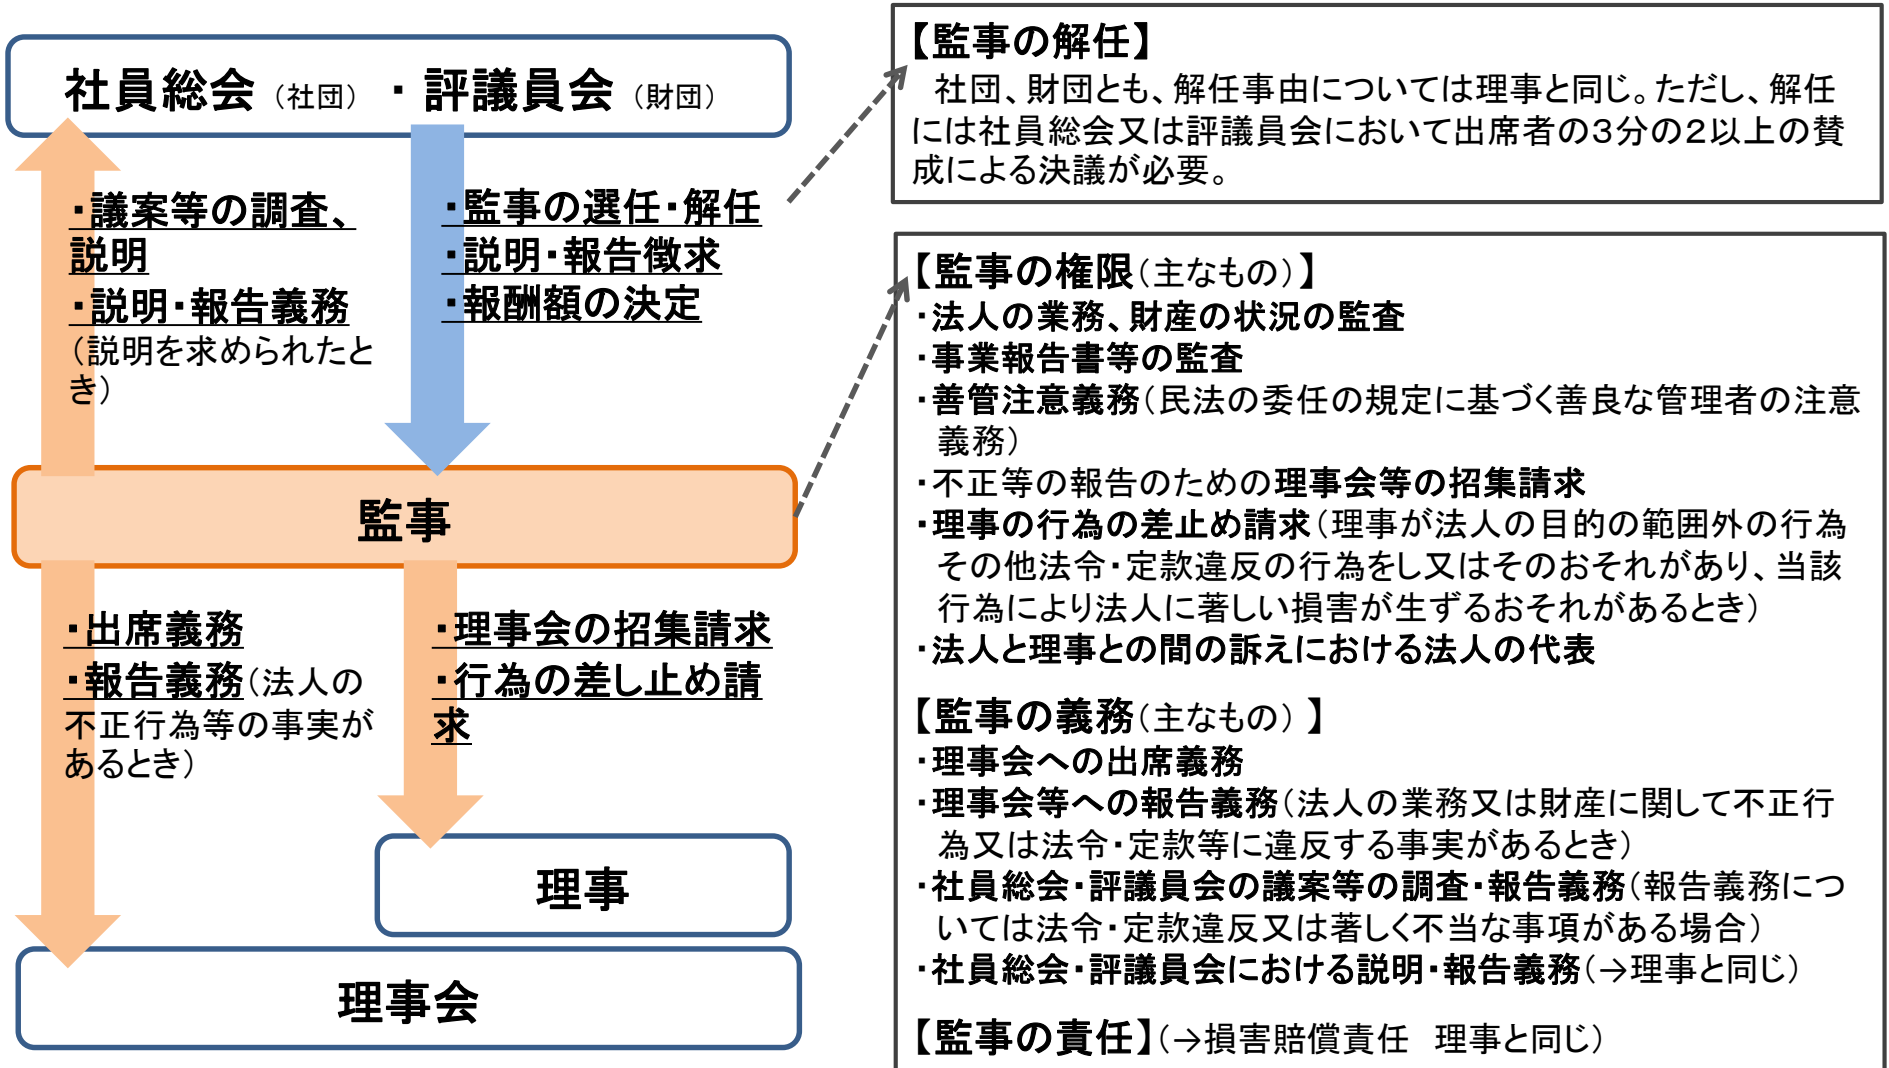 社員総会（社団）・評議員会（財団）
・議案等の調査、
説明
・説明・報告義務
（説明を求められたと
き）
・監事の選任・解任
・説明・報告徴求
・報酬額の決定
監事
・出席義務
・報告義務（法人の
不正行為等の事実が
あるとき）
・理事会の招集請求
・行為の差し止め請
求
理事
理事会
【監事の解任】
社団、財団とも、解任事由については理事と同じ。ただし、解任
には社員総会又は評議員会において出席者の３分の２以上の賛
成による決議が必要。
【監事の権限（主なもの）】
・法人の業務、財産の状況の監査
・事業報告書等の監査
・善管注意義務（民法の委任の規定に基づく善良な管理者の注意
義務）
・不正等の報告のための理事会等の招集請求
・理事の行為の差止め請求（理事が法人の目的の範囲外の行為
その他法令・定款違反の行為をし又はそのおそれがあり、当該
行為により法人に著しい損害が生ずるおそれがあるとき）
・法人と理事との間の訴えにおける法人の代表
【監事の義務（主なもの）】
・理事会への出席義務
・理事会等への報告義務（法人の業務又は財産に関して不正行
為又は法令・定款等に違反する事実があるとき）
・社員総会・評議員会の議案等の調査・報告義務（報告義務につ
いては法令・定款違反又は著しく不当な事項がある場合）
・社員総会・評議員会における説明・報告義務（→理事と同じ）
【監事の責任】（→損害賠償責任　理事と同じ）